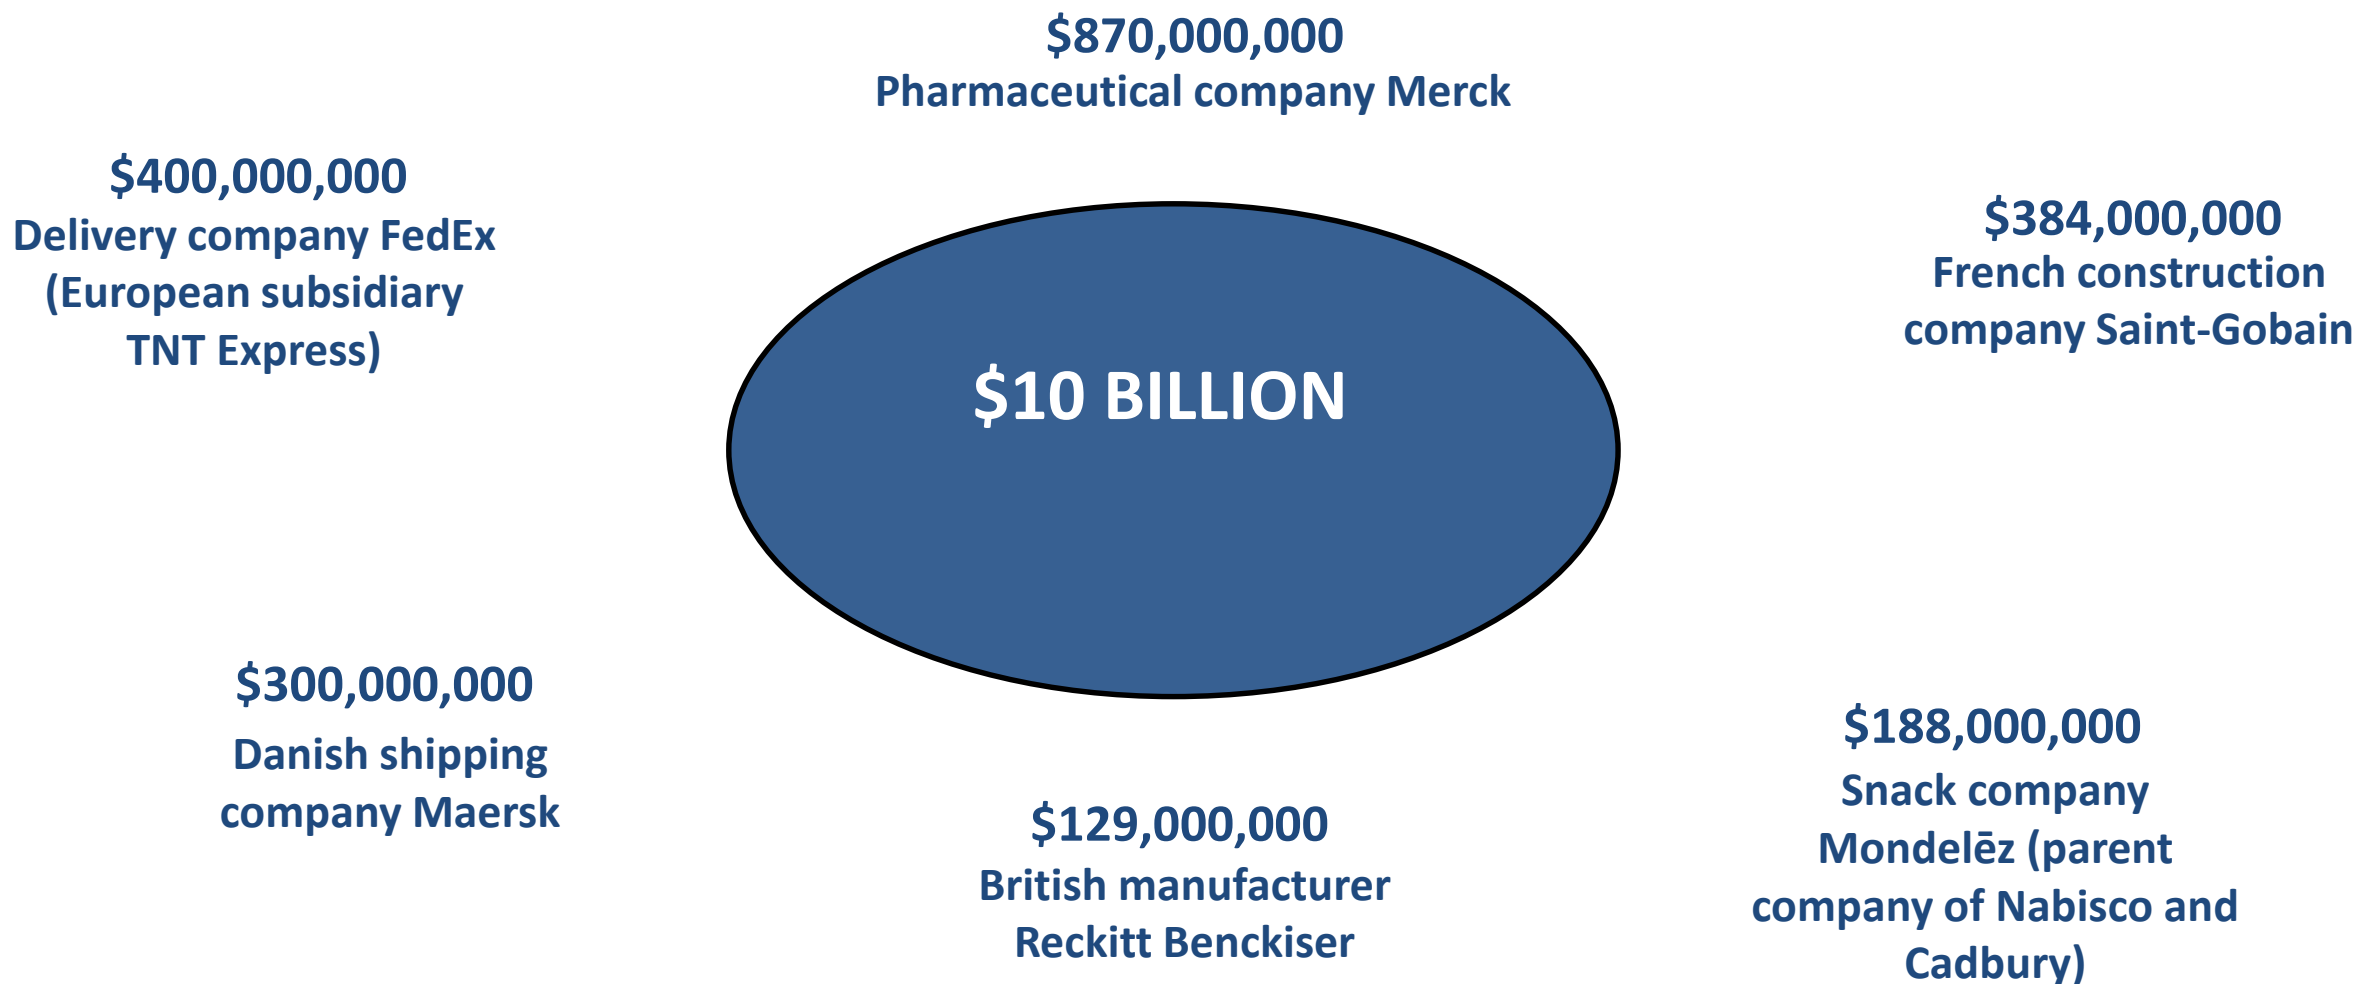 $870,000,000
Pharmaceutical company Merck
$400,000,000
Delivery company FedEx
(European subsidiary
TNT Express)
$384,000,000
French construction
company Saint-Gobain
$10 BILLION
$300,000,000
Danish shipping
company Maersk
$129,000,000
British manufacturer
Reckitt Benckiser
$188,000,000
Snack company
Mondelēz (parent
company of Nabisco and
Cadbury)